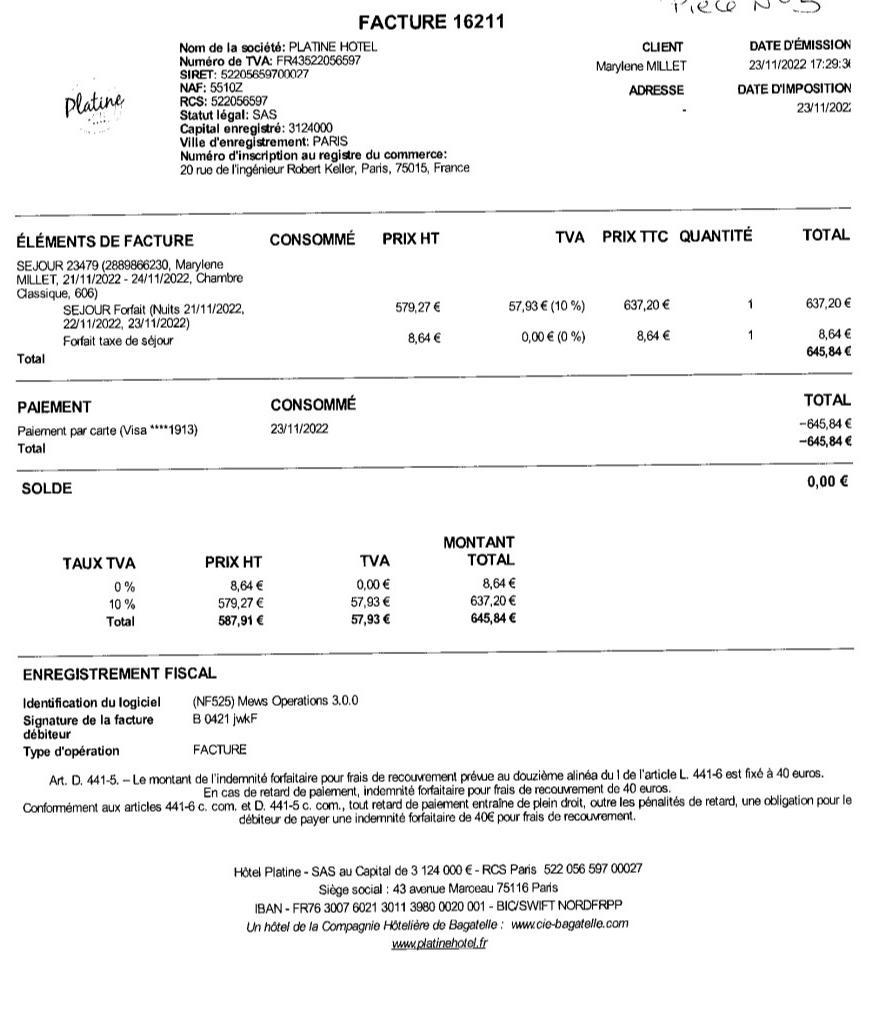 Pièce N° 5
FACTURE 16211
Nom de la société: PLATINE HOTEL
Numéro de TVA: FR43522056597
SIRET: 52205659700027
NAF: 5510Z
RCS: 522056597
Statut légal: SAS
Capital enregistré: 3124000
Ville d'enregistrement: PARIS
Numéro d'inscription au registre du commerce:
20 rue de l'ingénieur Robert Keller, Paris, 75015, France
Platine
CLIENT
Marylene MILLET
ADRESSE
-
DATE D'ÉMISSION
23/11/2022 17:29:3
DATE D'IMPOSITION
23/11/202
ÉLÉMENTS DE FACTURE CONSOMMÉ PRIX HT TVA PRIX TTC QUANTITÉ TOTAL
SEJOUR 23479 (2889866230, Marylene
MILLET, 21/11/2022 - 24/11/2022, Chambre
Classique, 606)
SEJOUR Forfait (Nuits 21/11/2022, 579,27 € 57,93 € (10 %) 637,20 € 1 637,20 €
22/11/2022, 23/11/2022)
Forfait taxe de séjour 8,64 € 0,00 € (0 %) 8,64 € 1 8,64 €
Total 645,84 €
PAIEMENT CONSOMMÉ TOTAL
Paiement par carte (Visa ****1913) 23/11/2022 -645,84 €
Total -645,84 €
SOLDE 0,00 €
TAUX TVA PRIX HT TVA MONTANT
TOTAL
0 % 8,64 € 0,00 € 8,64 €
10 % 579,27 € 57,93 € 637,20 €
Total 587,91 € 57,93 € 645,84 €
ENREGISTREMENT FISCAL
Identification du logiciel (NF525) Mews Operations 3.0.0
Signature de la facture B 0421 jwkF
débiteur
Type d'opération FACTURE
Art. D. 441-5. – Le montant de l'indemnité forfaitaire pour frais de recouvrement prévue au douzième alinéa du I de l'article L. 441-6 est fixé à 40 euros.
En cas de retard de paiement, indemnité forfaitaire pour frais de recouvrement de 40 euros.
Conformément aux articles 441-6 c. com. et D. 441-5 c. com., tout retard de paiement entraîne de plein droit, outre les pénalités de retard, une obligation pour le
débiteur de payer une indemnité forfaitaire de 40€ pour frais de recouvrement.
Hôtel Platine - SAS au Capital de 3 124 000 € - RCS Paris 522 056 597 00027
Siège social : 43 avenue Marceau 75116 Paris
IBAN - FR76 3007 6021 3011 3980 0020 001 - BIC/SWIFT NORDFRPP
Un hôtel de la Compagnie Hôtelière de Bagatelle : www.cie-bagatelle.com
www.platinehotel.fr